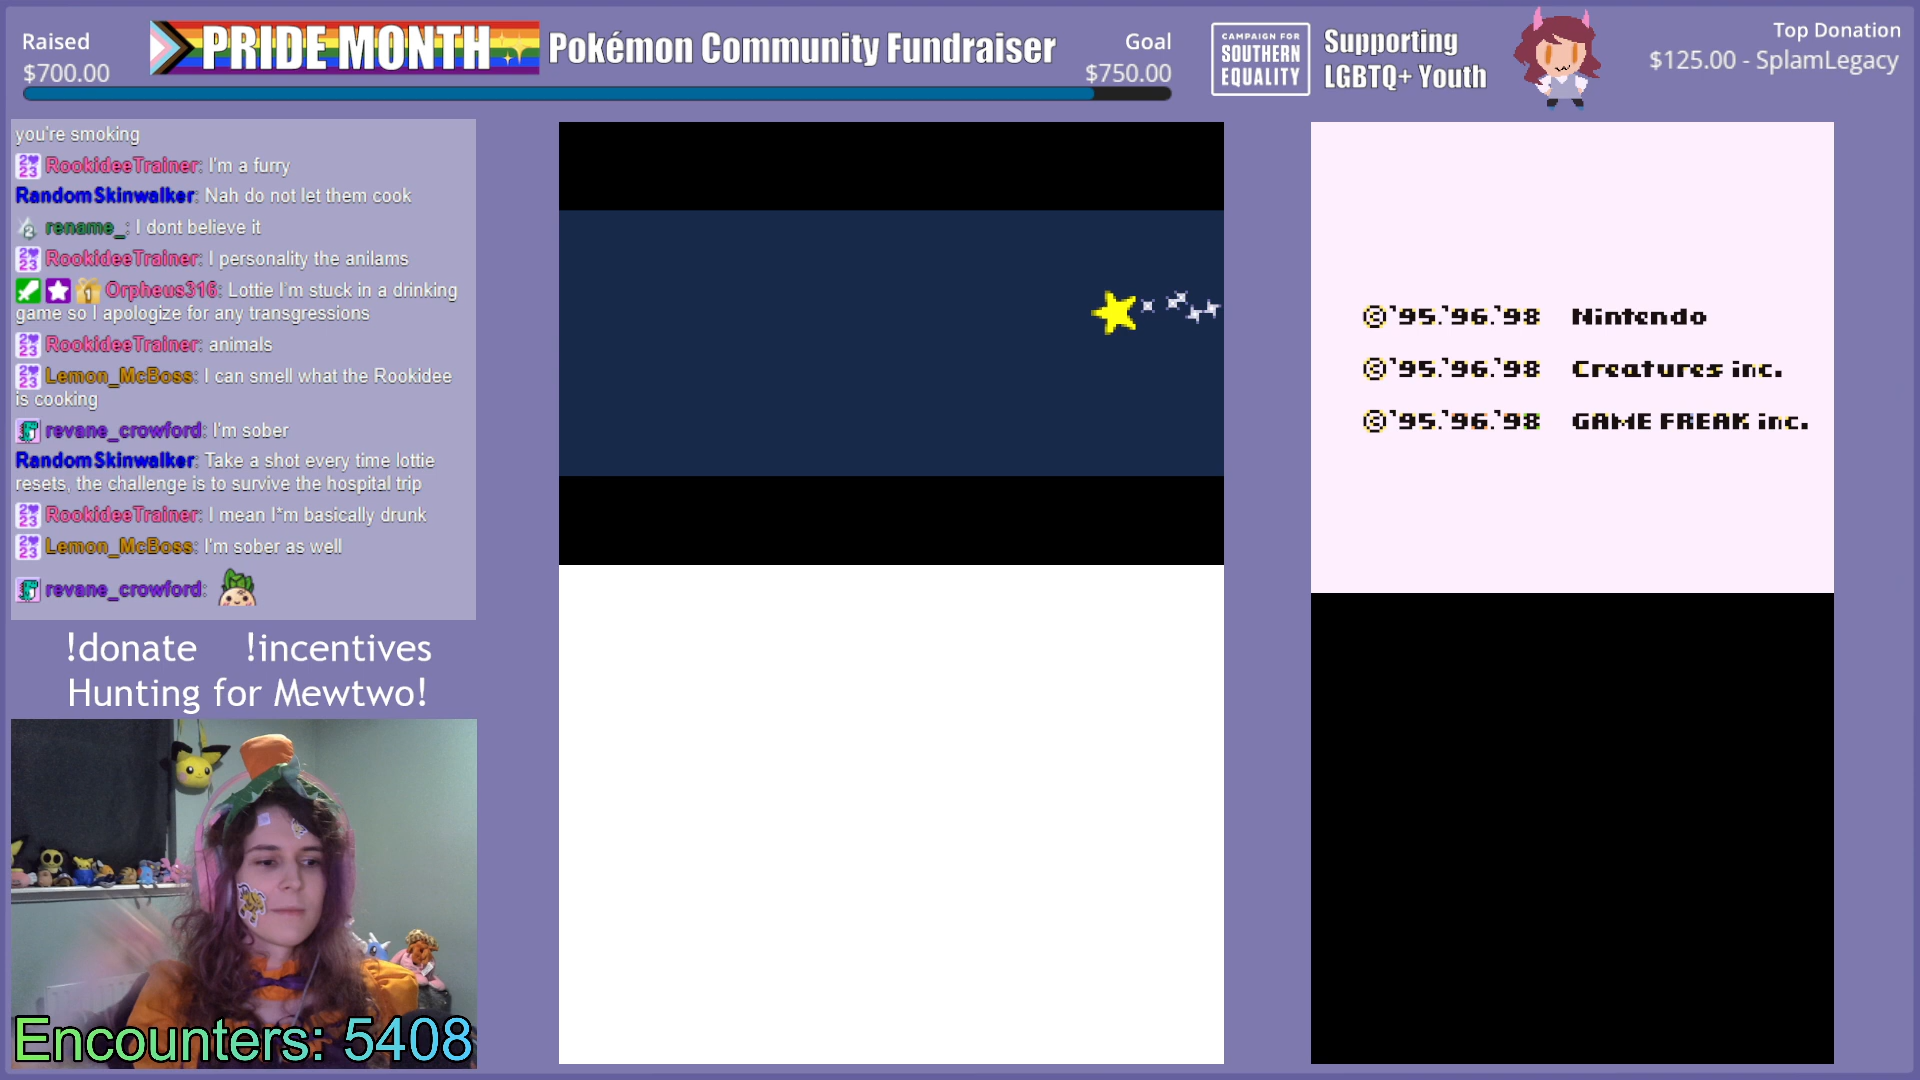 Raised
$700.00
PRIDE MONTH
Pokémon Community Fundraiser
Goal
$750.00
CAMPAIGN FOR
SOUTHERN
EQUALITY
Supporting
LGBTQ+ Youth
Top Donation
$125.00 - SplamLegacy
you're smoking
RookideeTrainer: I'm a furry
RandomSkinwalker: Nah do not let them cook
rename_: I dont believe it
RookideeTrainer: I personality the anilams
Orpheus316: Lottie I'm stuck in a drinking
game so I apologize for any transgressions
RookideeTrainer: animals
Lemon_McBoss: I can smell what the Rookidee
is cooking
revane_crowford: I'm sober
RandomSkinwalker: Take a shot every time lottie
resets, the challenge is to survive the hospital trip
RookideeTrainer: I mean I*m basically drunk
Lemon_McBoss: I'm sober as well
revane_crowford:
!donate !incentives
Hunting for Mewtwo!
Encounters: 5408
©'95.'96.'98 Nintendo
©'95.'96.'98 Creatures inc.
©'95.'96.'98 GAME FREAK inc.